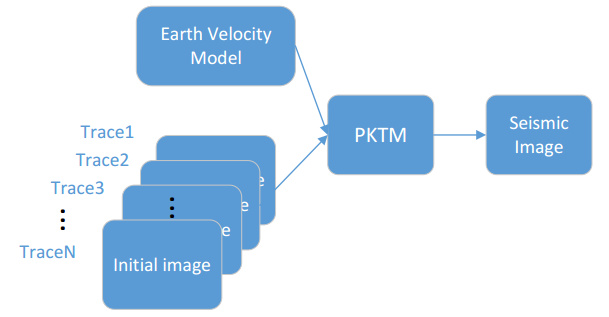 Earth Velocity
Model
Trace1
Trace2
Trace3
TraceN
e
e
e
Initial image
PKTM
Seismic
Image